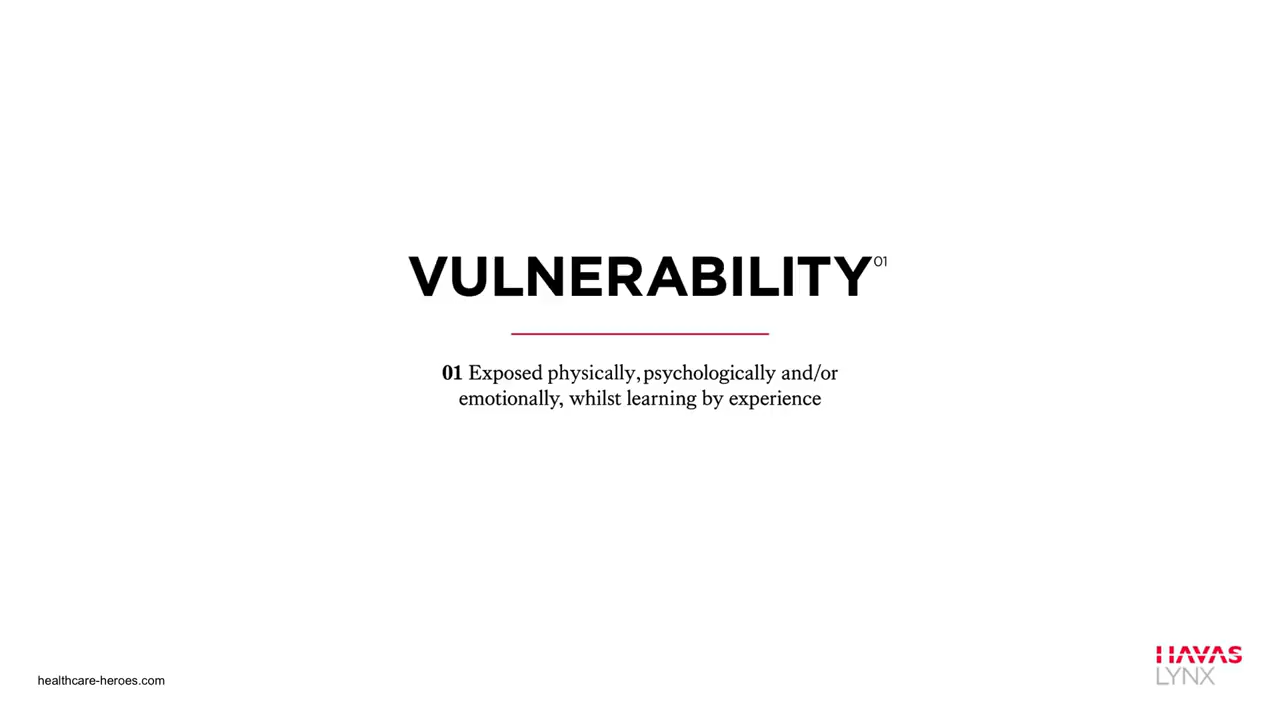 VULNERABILITY01
01 Exposed physically, psychologically and/or
emotionally, whilst learning by experience
healthcare-heroes.com
HAVAS
LYNX